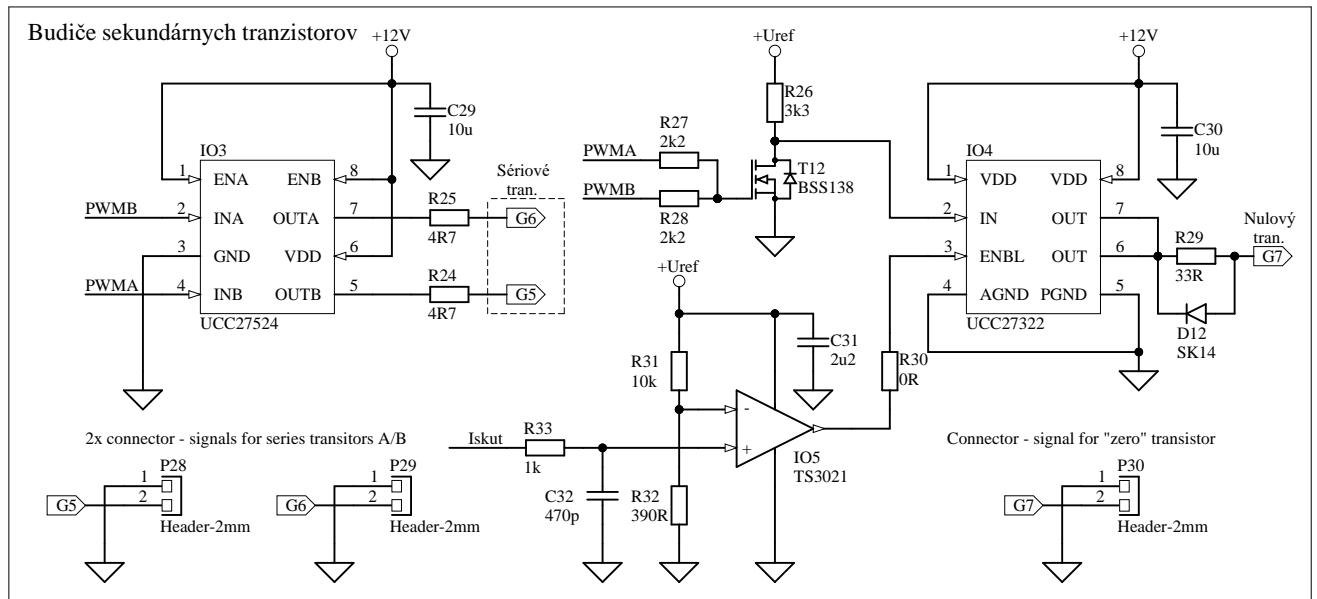 Budiče sekundárnych tranzistorov
+12V
C29
10u
IO3
1 ENA ENB 8
PWMB 2 INA OUTA 7
3 GND VDD 6
PWMA 4 INB OUTB 5
UCC27524
R25
4R7
R24
4R7
Sériové
tran.
G6
G5
+Uref
R26
3k3
R27
2k2
PWMA
PWMB
R28
2k2
T12
BSS138
+12V
C30
10u
IO4
1 VDD VDD 8
2 IN OUT 7
3 ENBL OUT 6
4 AGND PGND 5
UCC27322
R29
33R
Nulový
tran.
G7
D12
SK14
+Uref
C31
2u2
R31
10k
R30
0R
-
+
IO5
TS3021
Iskut
R33
1k
C32
470p
R32
390R
2x connector - signals for series transitors A/B
P28
1
2
G5
Header-2mm
P29
1
2
G6
Header-2mm
Connector - signal for "zero" transistor
P30
1
2
G7
Header-2mm